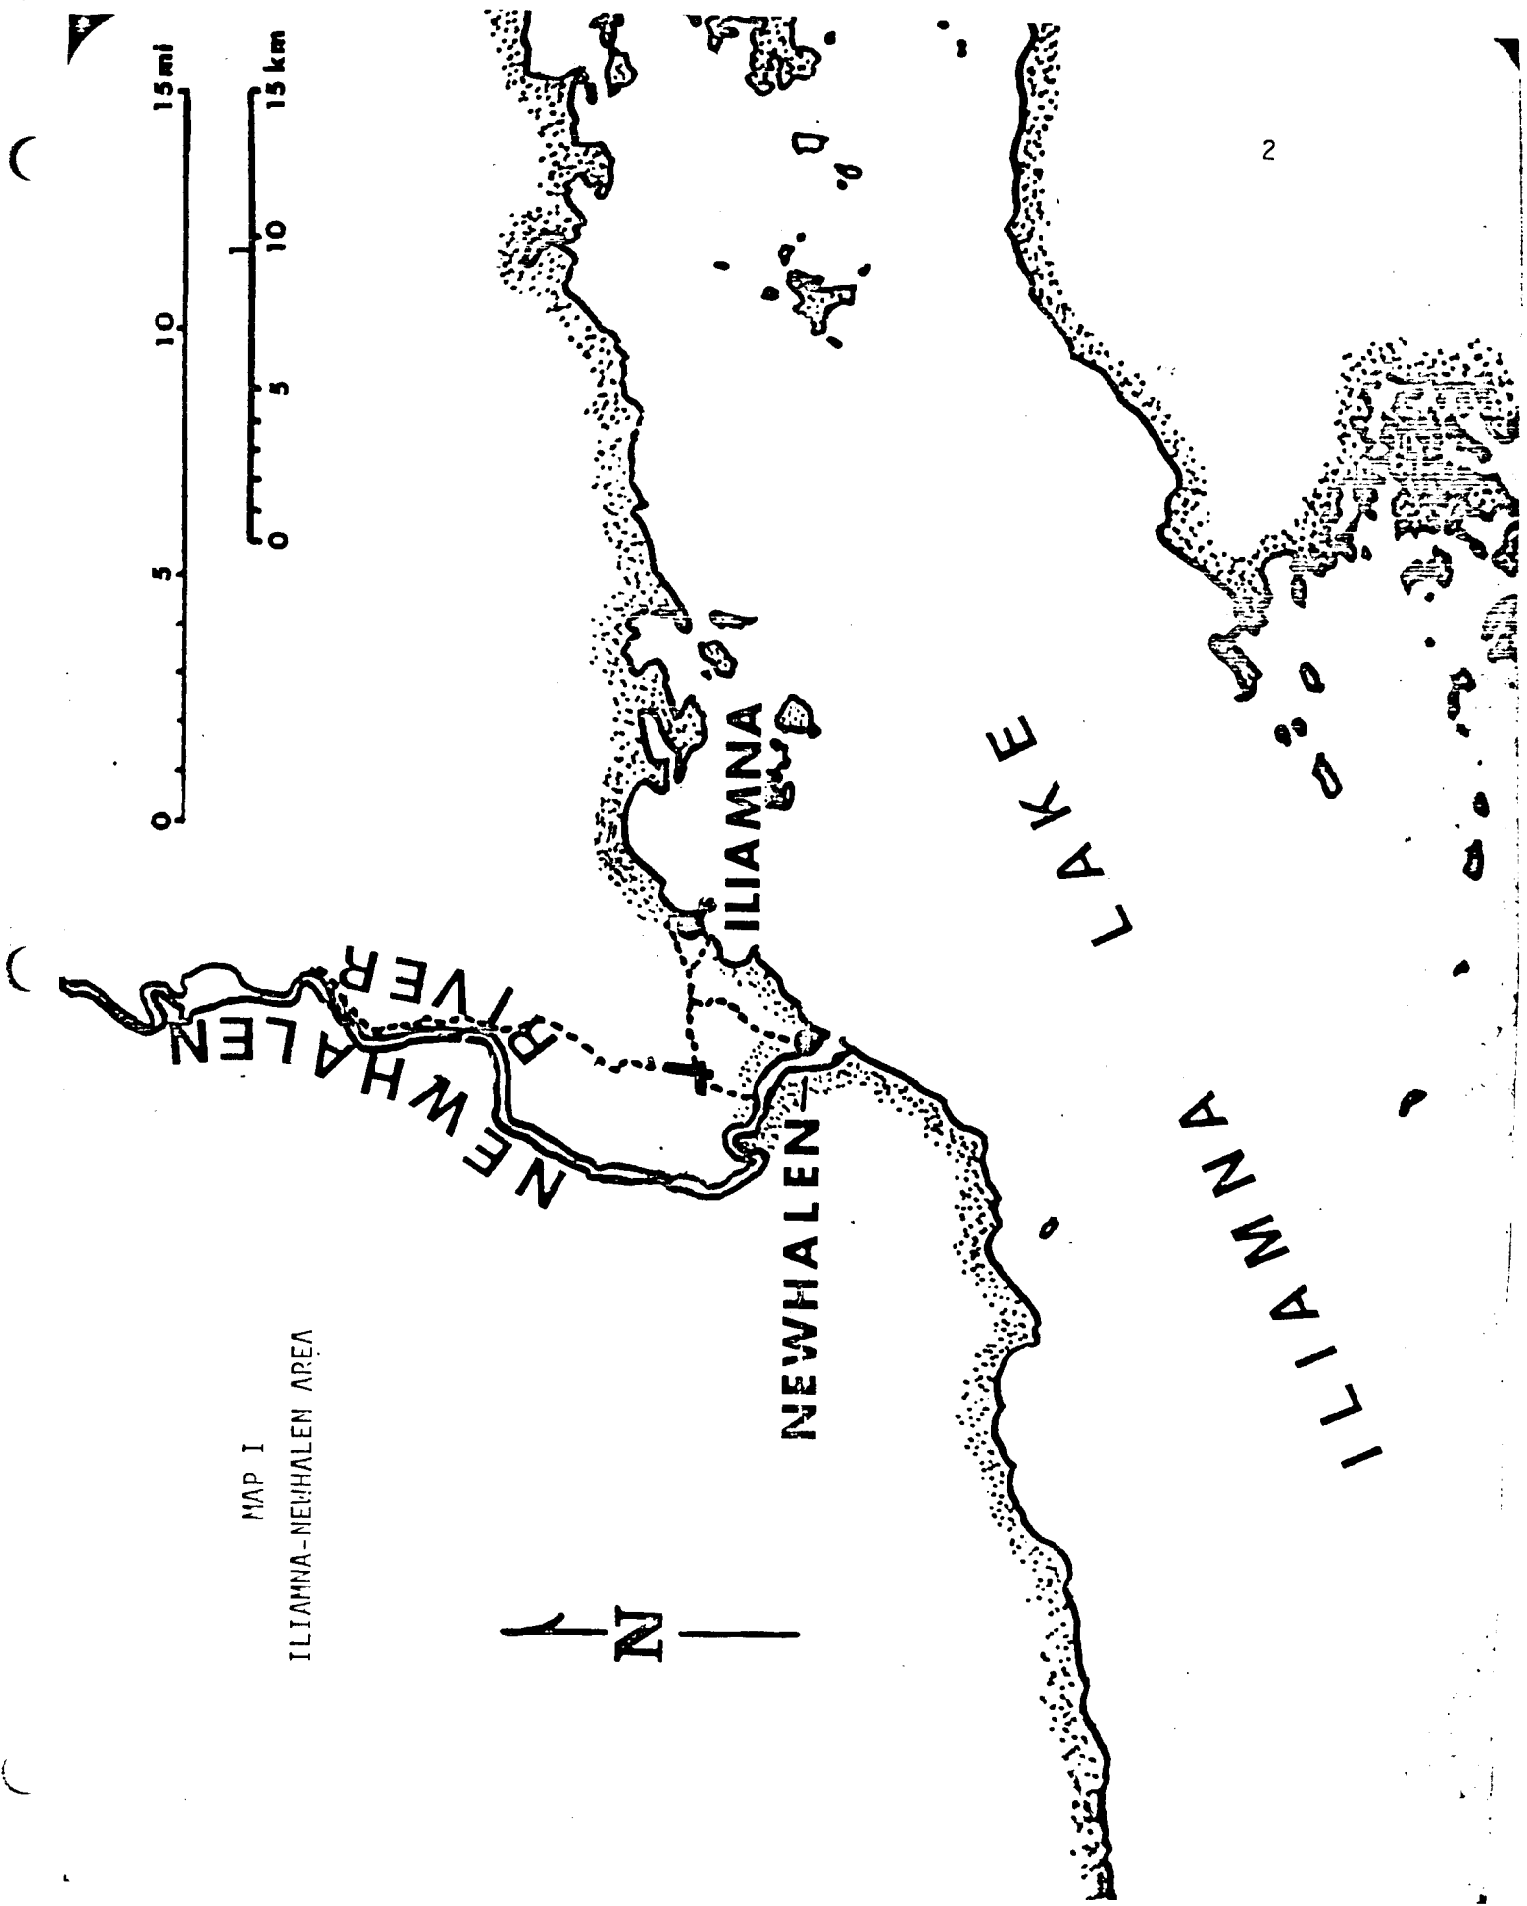 2
MAP I
ILIAMNA-NEWHALEN AREA
N
NEWHALEN RIVER
0 5 10 15 mi
0 5 10 15 km
ILIAMNA
NEWHALEN
ILIAMNA LAKE